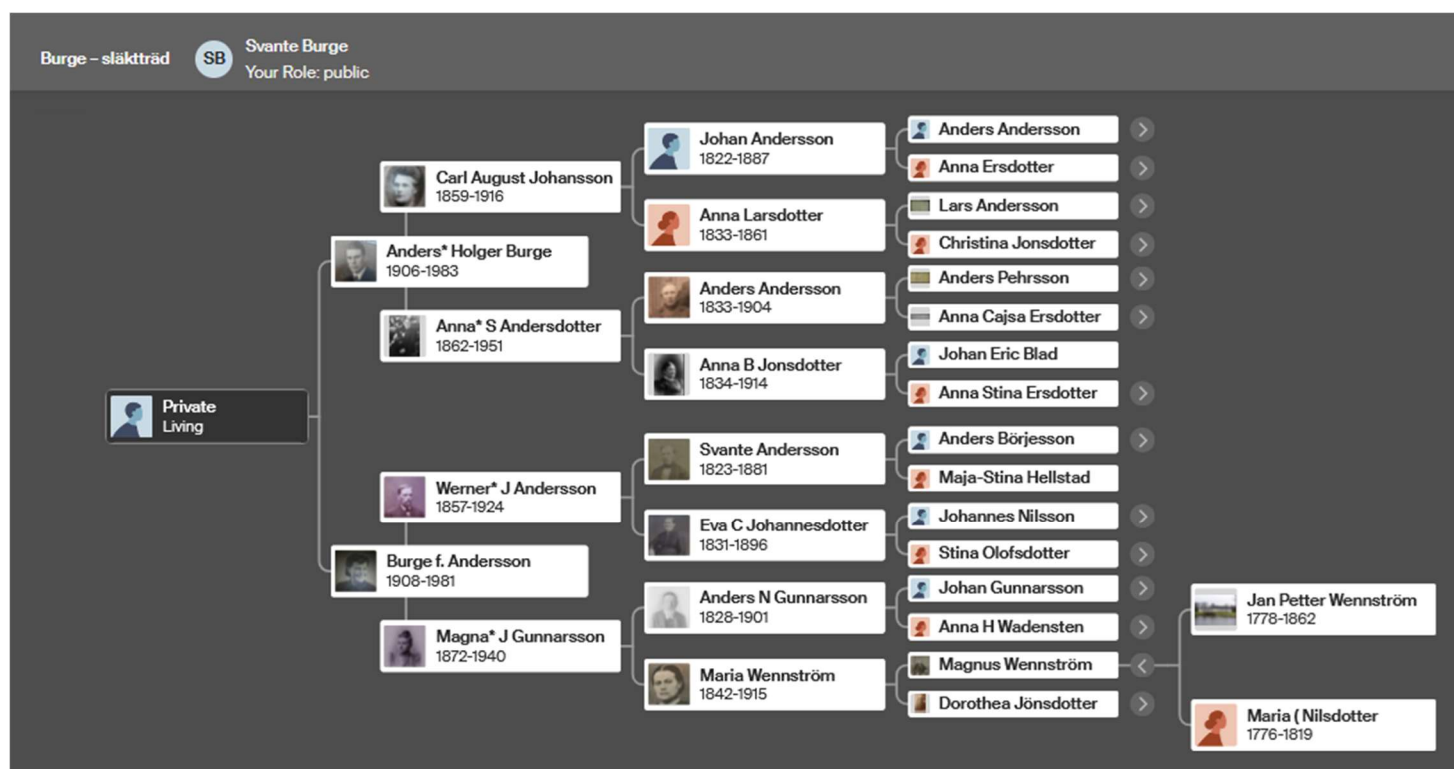 Burge – släktträd
SB
Svante Burge
Your Role: public
Private
Living
Anders* Holger Burge
1906-1983
Burge f. Andersson
1908-1981
Carl August Johansson
1859-1916
Anna* S Andersdotter
1862-1951
Werner* J Andersson
1857-1924
Magna* J Gunnarsson
1872-1940
Johan Andersson
1822-1887
Anna Larsdotter
1833-1861
Anders Andersson
1833-1904
Anna B Jonsdotter
1834-1914
Svante Andersson
1823-1881
Eva C Johannesdotter
1831-1896
Anders N Gunnarsson
1828-1901
Maria Wennström
1842-1915
Anders Andersson
Anna Ersdotter
Lars Andersson
Christina Jonsdotter
Anders Pehrsson
Anna Cajsa Ersdotter
Johan Eric Blad
Anna Stina Ersdotter
Anders Börjesson
Maja-Stina Hellstad
Johannes Nilsson
Stina Olofsdotter
Johan Gunnarsson
Anna H Wadensten
Magnus Wennström
Dorothea Jönsdotter
Jan Petter Wennström
1778-1862
Maria ( Nilsdotter
1776-1819